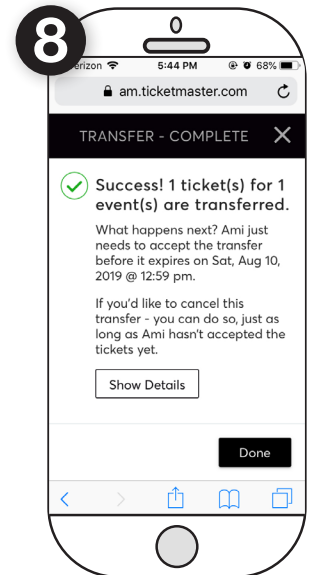 8
erizon 5:44 PM 68%
am.ticketmaster.com
TRANSFER - COMPLETE
Success! 1 ticket(s) for 1
event(s) are transferred.
What happens next? Ami just
needs to accept the transfer
before it expires on Sat, Aug 10,
2019 @ 12:59 pm.
If you'd like to cancel this
transfer - you can do so, just as
long as Ami hasn't accepted the
tickets yet.
Show Details
Done